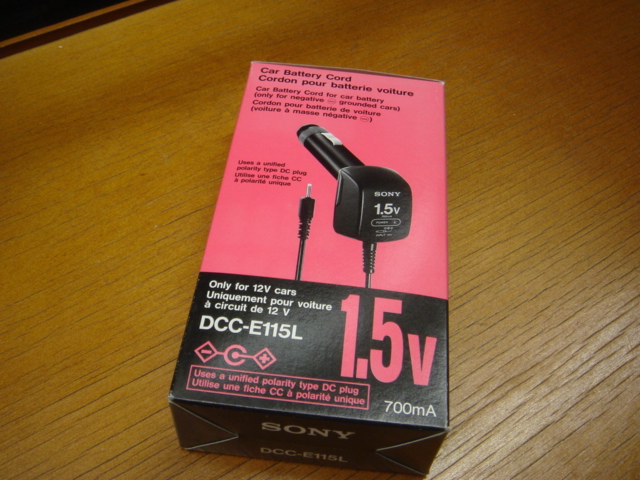 Car Battery Cord
Cordon pour batterie voiture
Car Battery Cord for car battery
(only for negative ⊖ grounded cars)
Cordon pour batterie de voiture
(voiture à masse négative ⊖)
Uses a unified
polarity type DC plug
Utilise une fiche CC
à polarité unique
SONY
1.5V
Only for 12V cars
Uniquement pour voiture
à circuit de 12 V
DCC-E115L
1.5V
Uses a unified polarity type DC plug
Utilise une fiche CC à polarité unique
700mA
SONY
DCC-E115L